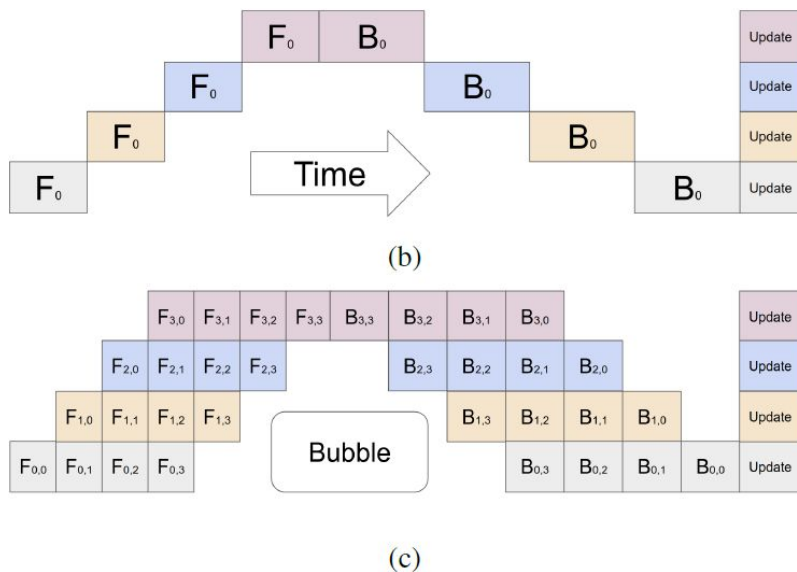 F₀ B₀ Update
F₀ B₀ Update
F₀ B₀ Update
Time
F₀ B₀ Update
(b)
F₃,₀ F₃,₁ F₃,₂ F₃,₃ B₃,₃ B₃,₂ B₃,₁ B₃,₀ Update
F₂,₀ F₂,₁ F₂,₂ F₂,₃ B₂,₃ B₂,₂ B₂,₁ B₂,₀ Update
F₁,₀ F₁,₁ F₁,₂ F₁,₃ B₁,₃ B₁,₂ B₁,₁ B₁,₀ Update
Bubble
F₀,₀ F₀,₁ F₀,₂ F₀,₃ B₀,₃ B₀,₂ B₀,₁ B₀,₀ Update
(c)